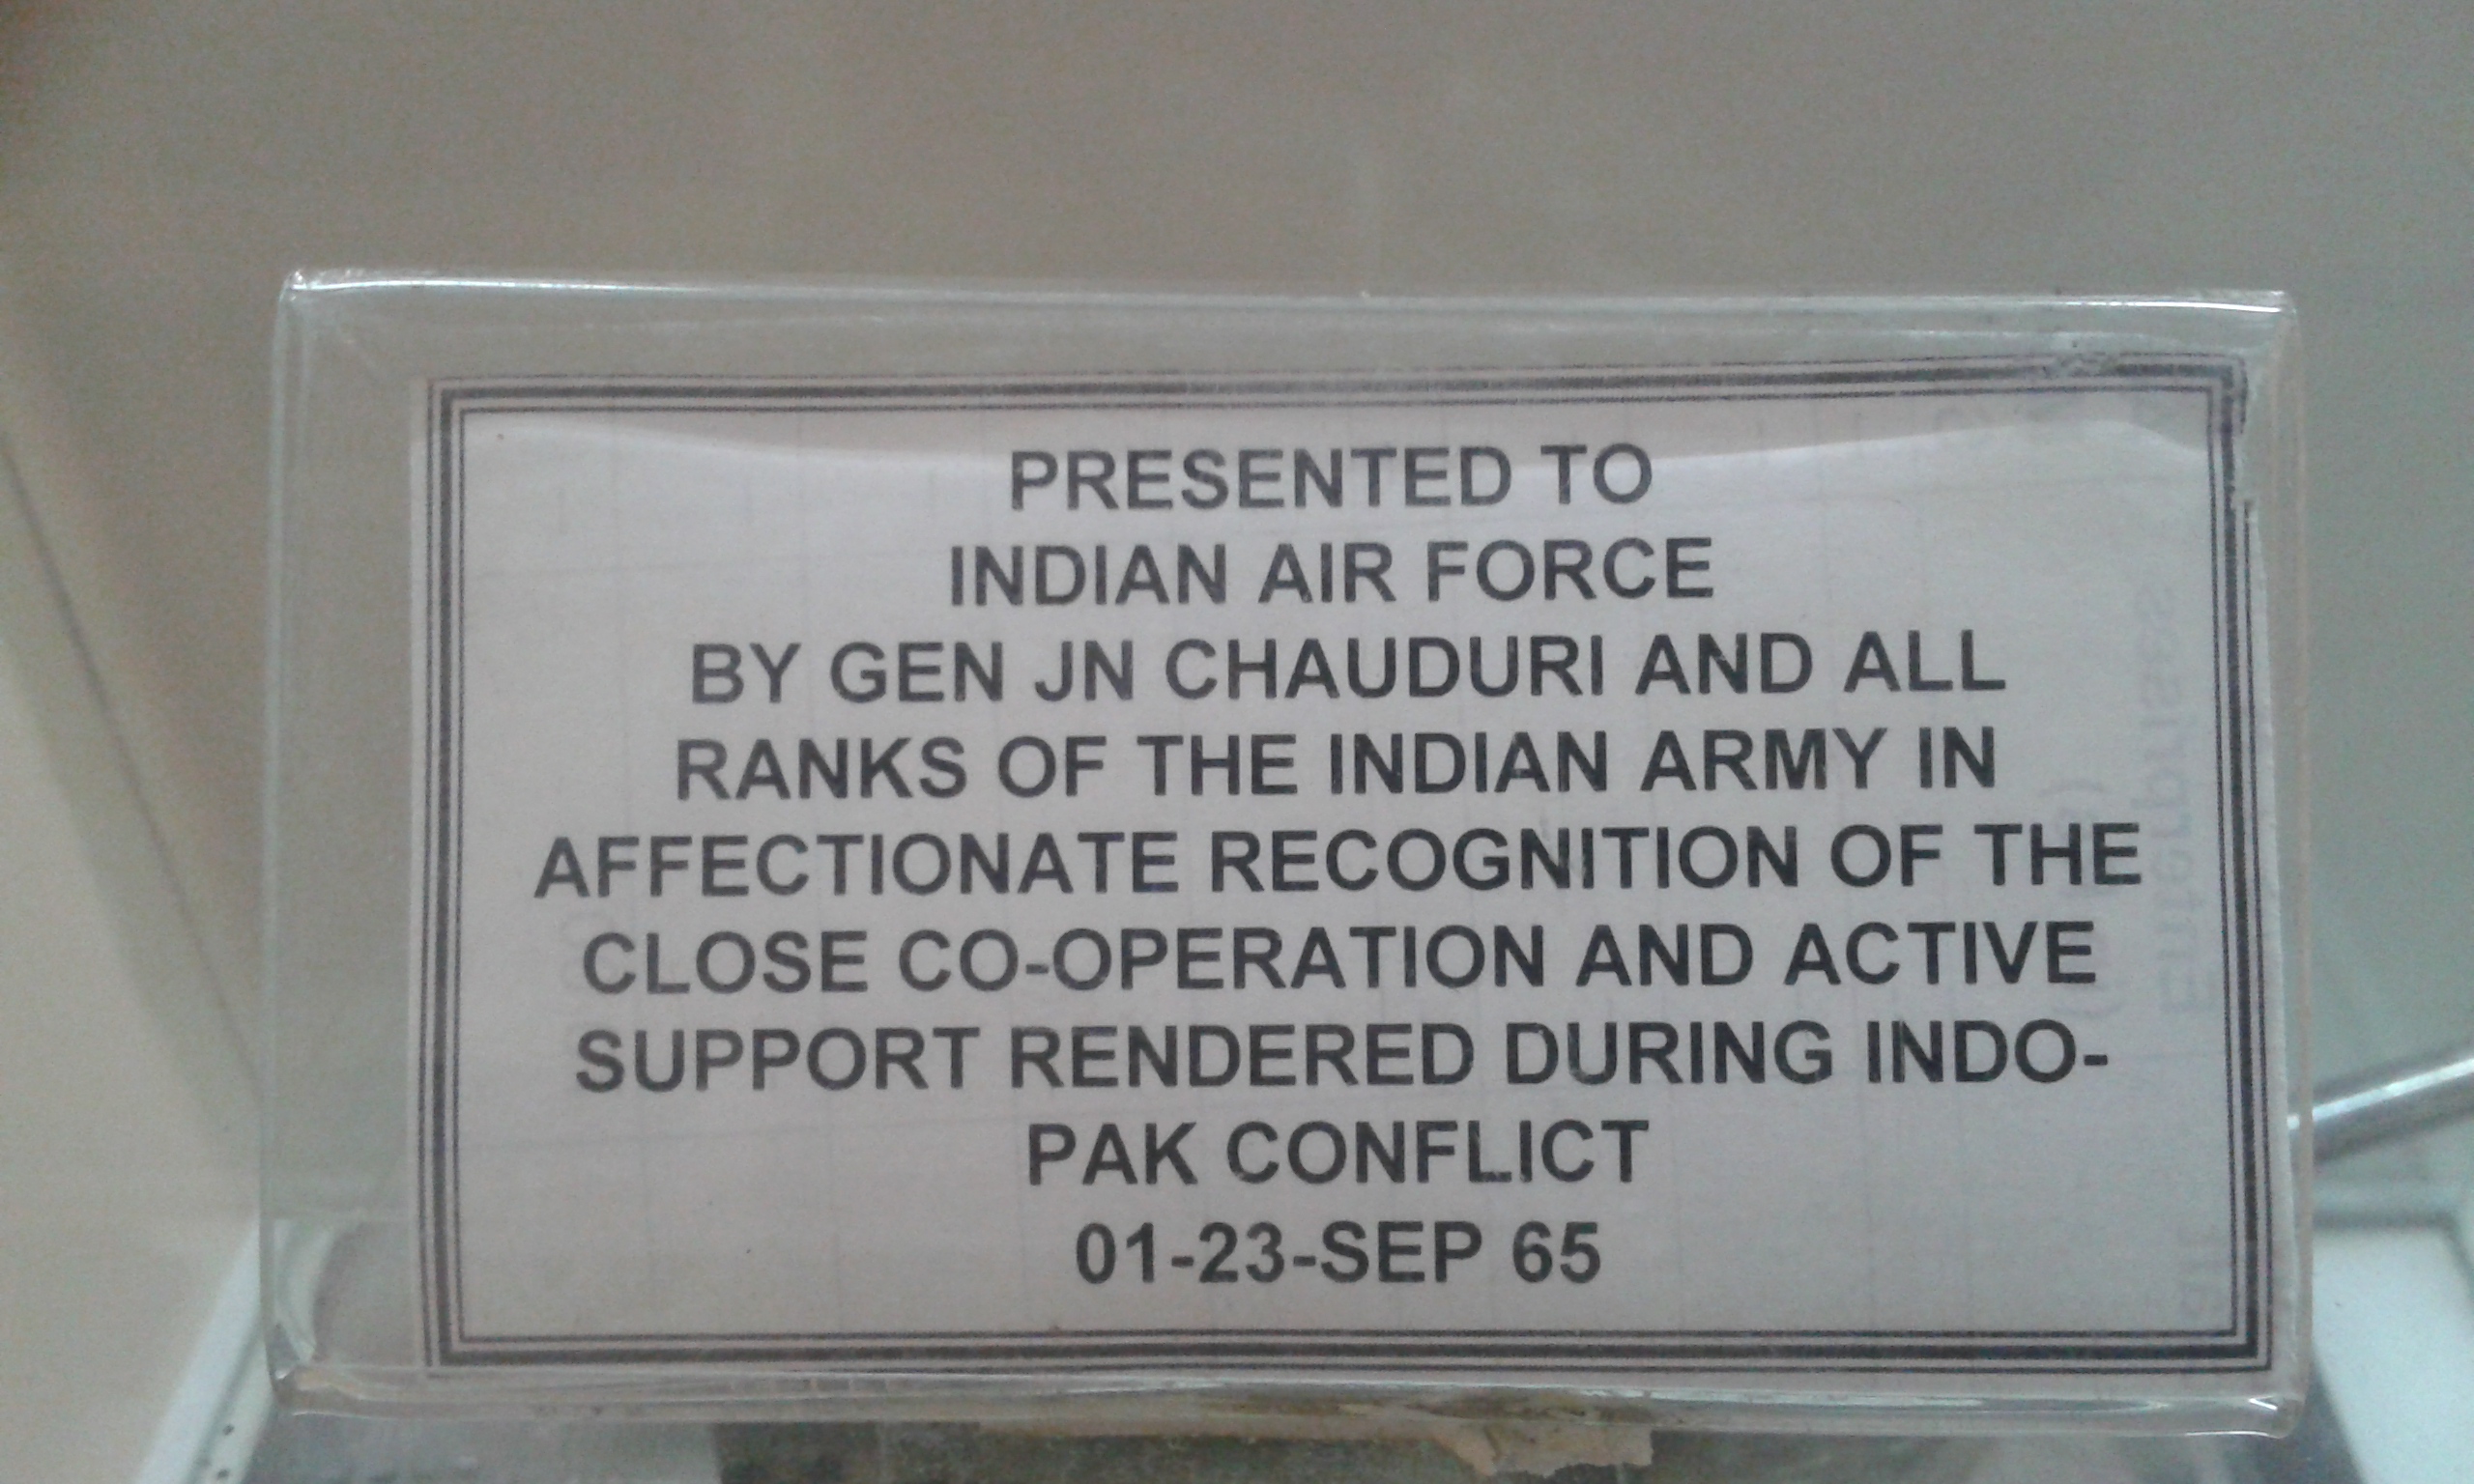 PRESENTED TO
INDIAN AIR FORCE
BY GEN JN CHAUDURI AND ALL
RANKS OF THE INDIAN ARMY IN
AFFECTIONATE RECOGNITION OF THE
CLOSE CO-OPERATION AND ACTIVE
SUPPORT RENDERED DURING INDO-
PAK CONFLICT
01-23-SEP 65
Enterprises